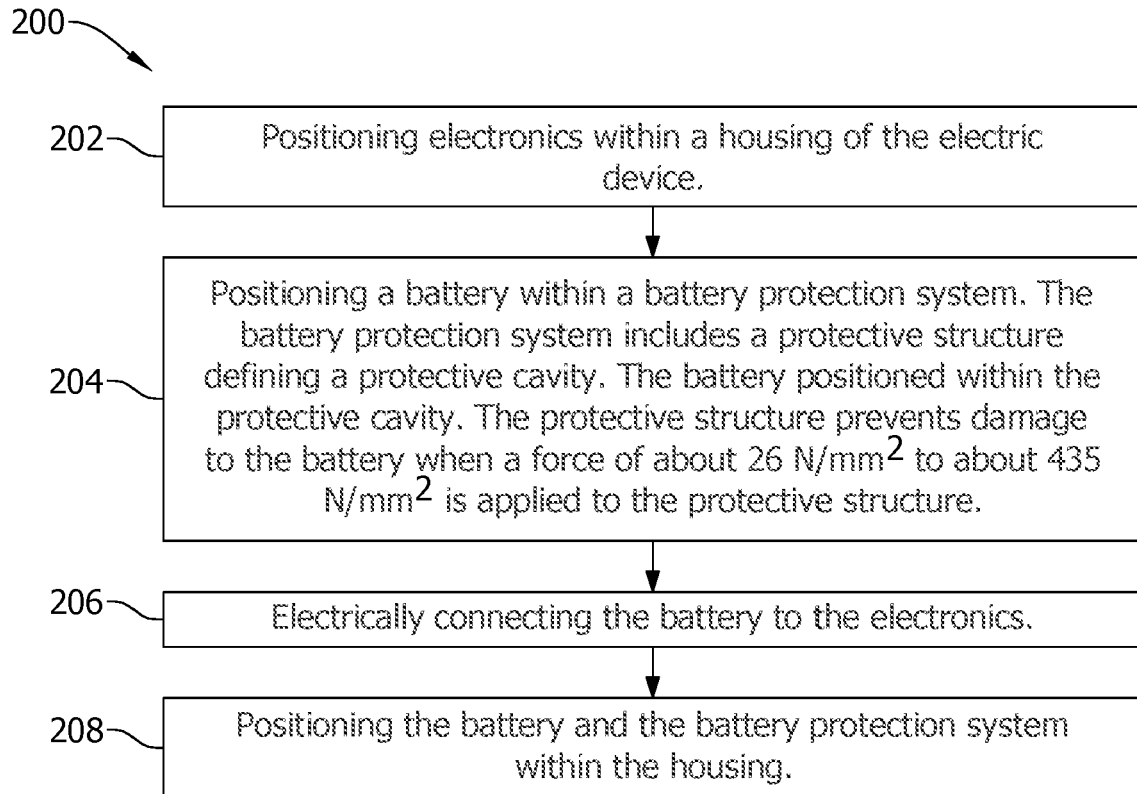 200
202
Positioning electronics within a housing of the electric
device.
204
Positioning a battery within a battery protection system. The
battery protection system includes a protective structure
defining a protective cavity. The battery positioned within the
protective cavity. The protective structure prevents damage
to the battery when a force of about 26 N/mm² to about 435
N/mm² is applied to the protective structure.
206
Electrically connecting the battery to the electronics.
208
Positioning the battery and the battery protection system
within the housing.